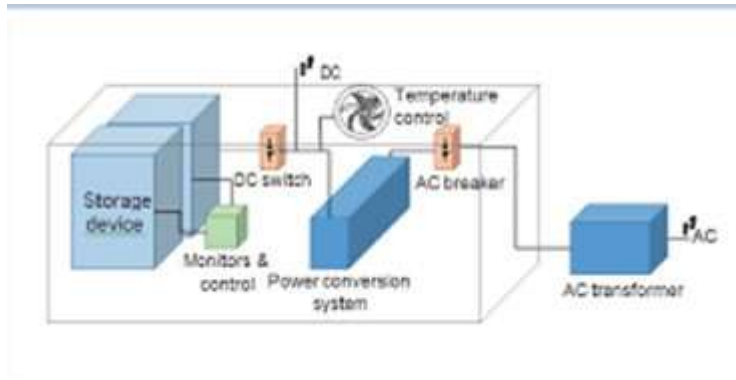 DC
Temperature
control
DC switch
AC breaker
Storage
device
Monitors &
control
Power conversion
system
AC
AC transformer